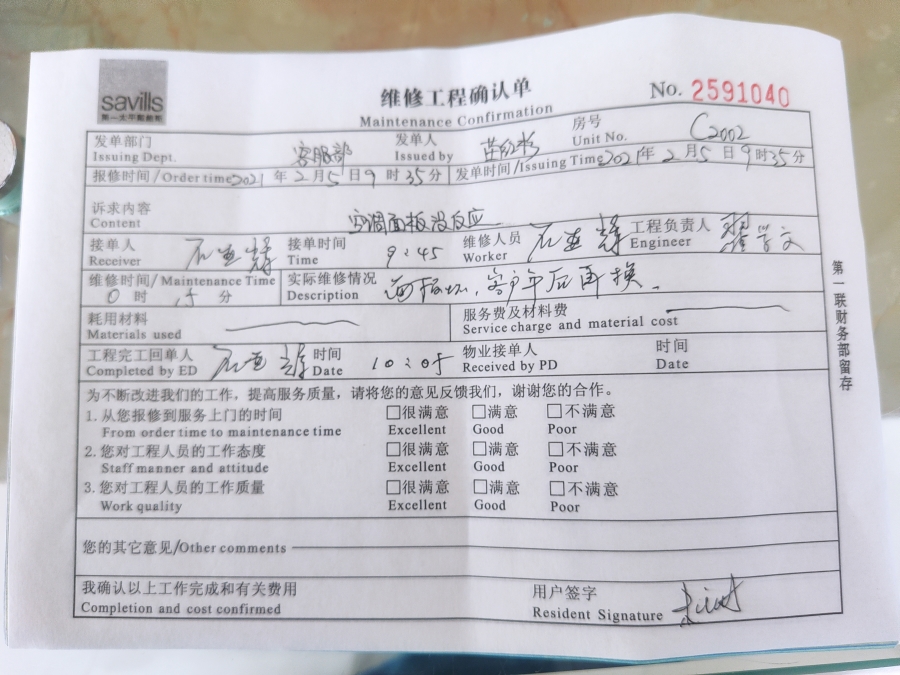 savills
第一太平戴维斯
维修工程确认单
Maintenance Confirmation
No. 2591040
发单部门 客服部 发单人 房号 C2002
Issuing Dept. Issued by Unit No.
报修时间/Order time 2021 年 2 月 5 日 9 时 35 分 发单时间/Issuing Time 2021 年 2 月 5 日 9 时 35 分
诉求内容 空调面板没反应
Content
接单人 接单时间 9:45 维修人员 工程负责人
Receiver Time Worker Engineer
维修时间/Maintenance Time 实际维修情况 面板坏,客户年后再换.
0 时 分 Description
耗用材料 服务费及材料费
Materials used Service charge and material cost
工程完工回单人 时间 10:05 物业接单人 时间
Completed by ED Date Received by PD Date
为不断改进我们的工作,提高服务质量,请将您的意见反馈我们,谢谢您的合作。
1. 从您报修到服务上门的时间 □很满意 □满意 □不满意
From order time to maintenance time Excellent Good Poor
2. 您对工程人员的工作态度 □很满意 □满意 □不满意
Staff manner and attitude Excellent Good Poor
3. 您对工程人员的工作质量 □很满意 □满意 □不满意
Work quality Excellent Good Poor
您的其它意见/Other comments
我确认以上工作完成和有关费用 用户签字
Completion and cost confirmed Resident Signature
第一联财务部留存